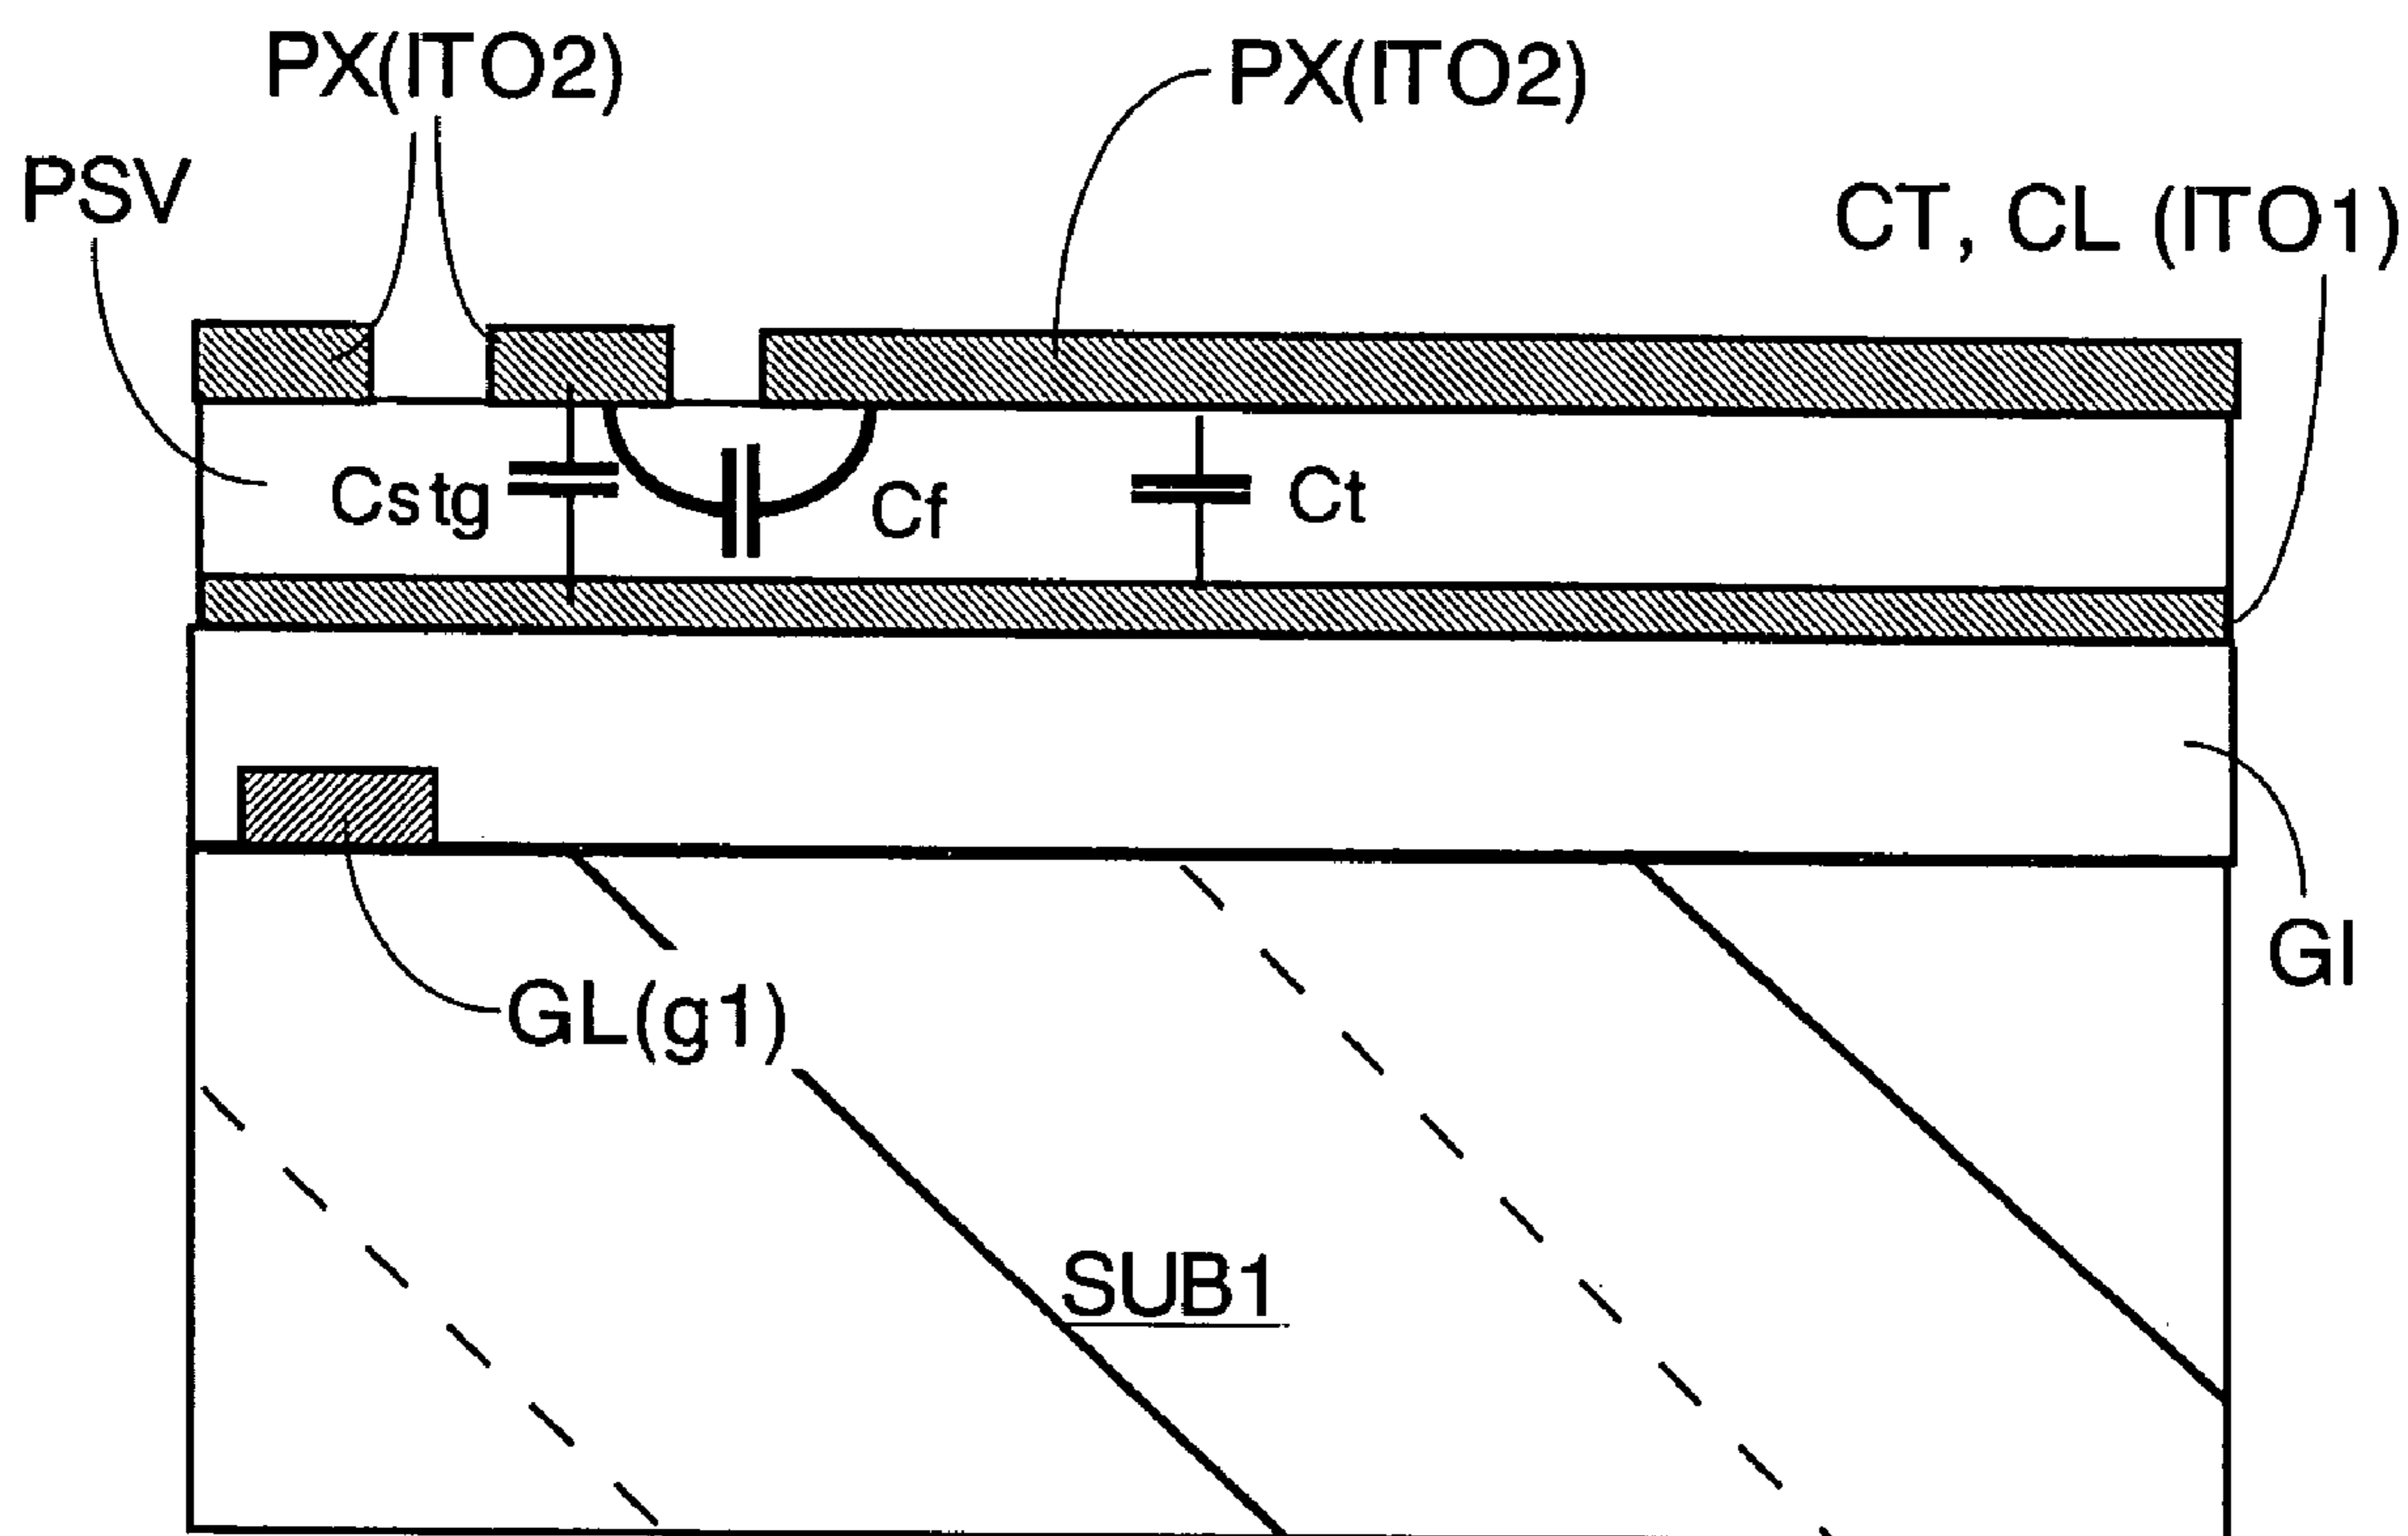 PX(ITO2)
PX(ITO2)
PSV
CT, CL (ITO1)
Cstg
Cf
Ct
GI
GL(g1)
SUB1